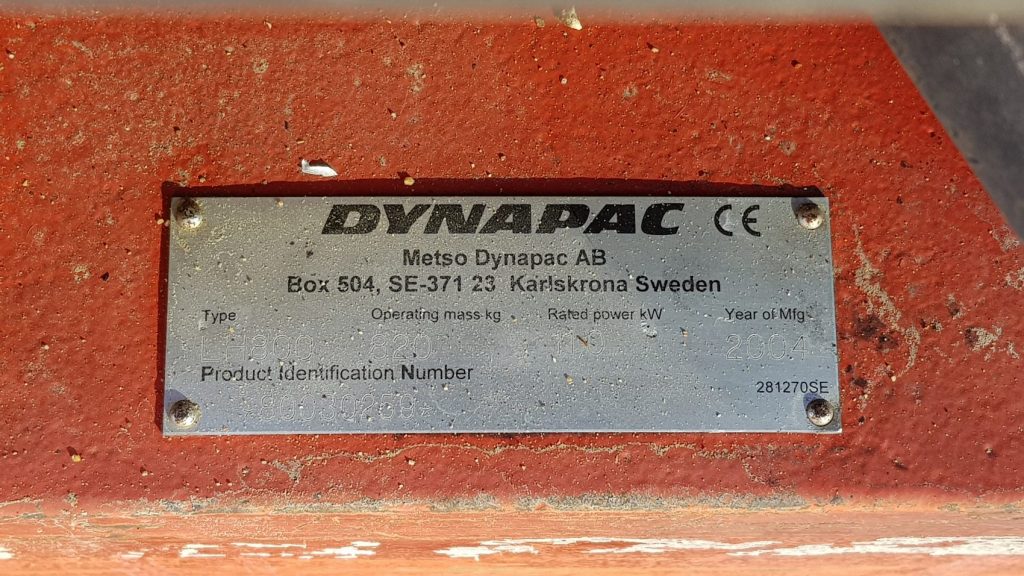 DYNAPAC CE
Metso Dynapac AB
Box 504, SE-371 23 Karlskrona Sweden
Type Operating mass kg Rated power kW Year of Mfg
820 2004
Product Identification Number
281270SE